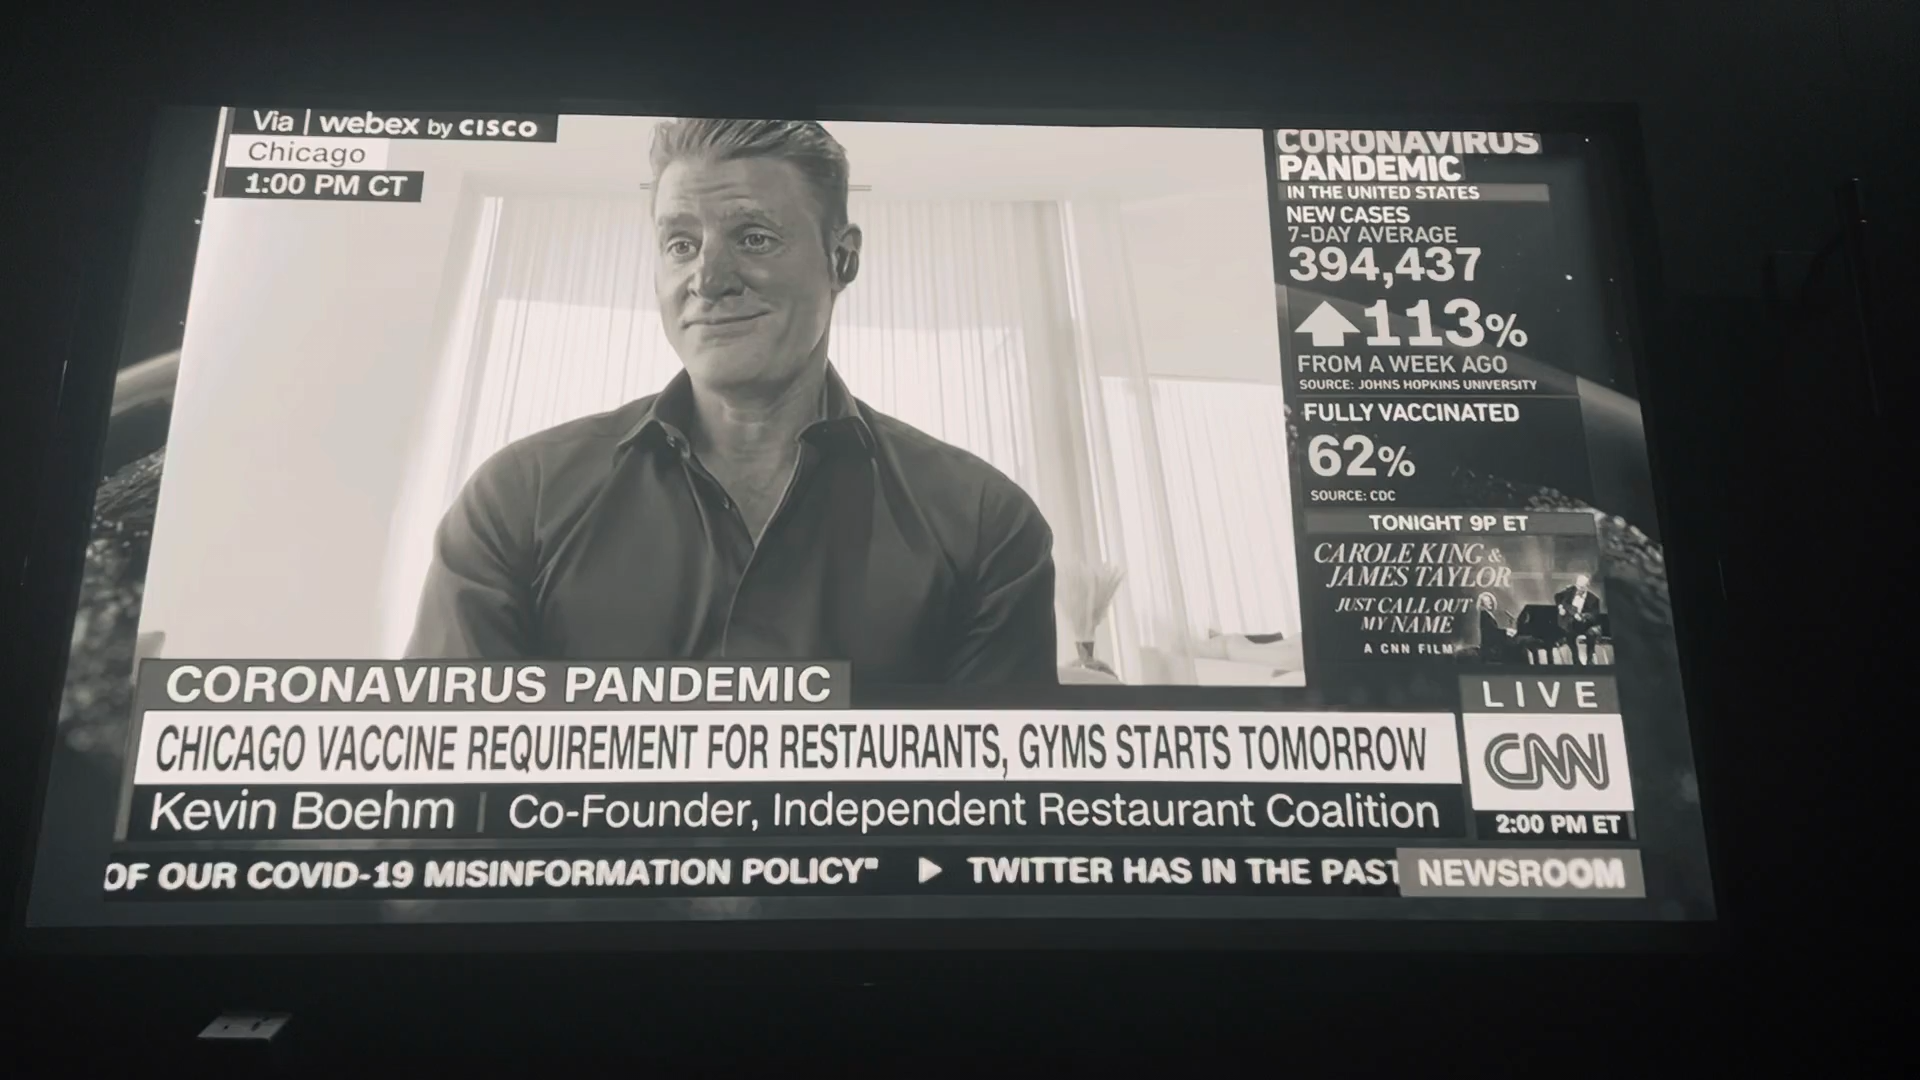 Via | webex by CISCO
Chicago
1:00 PM CT
CORONAVIRUS
PANDEMIC
IN THE UNITED STATES
NEW CASES
7-DAY AVERAGE
394,437
113%
FROM A WEEK AGO
SOURCE: JOHNS HOPKINS UNIVERSITY
FULLY VACCINATED
62%
SOURCE: CDC
TONIGHT 9P ET
CAROLE KING &
JAMES TAYLOR
JUST CALL OUT
MY NAME
A CNN FILM
CORONAVIRUS PANDEMIC
CHICAGO VACCINE REQUIREMENT FOR RESTAURANTS, GYMS STARTS TOMORROW
Kevin Boehm | Co-Founder, Independent Restaurant Coalition
LIVE
CNN
2:00 PM ET
OF OUR COVID-19 MISINFORMATION POLICY" ▶ TWITTER HAS IN THE PAST
NEWSROOM